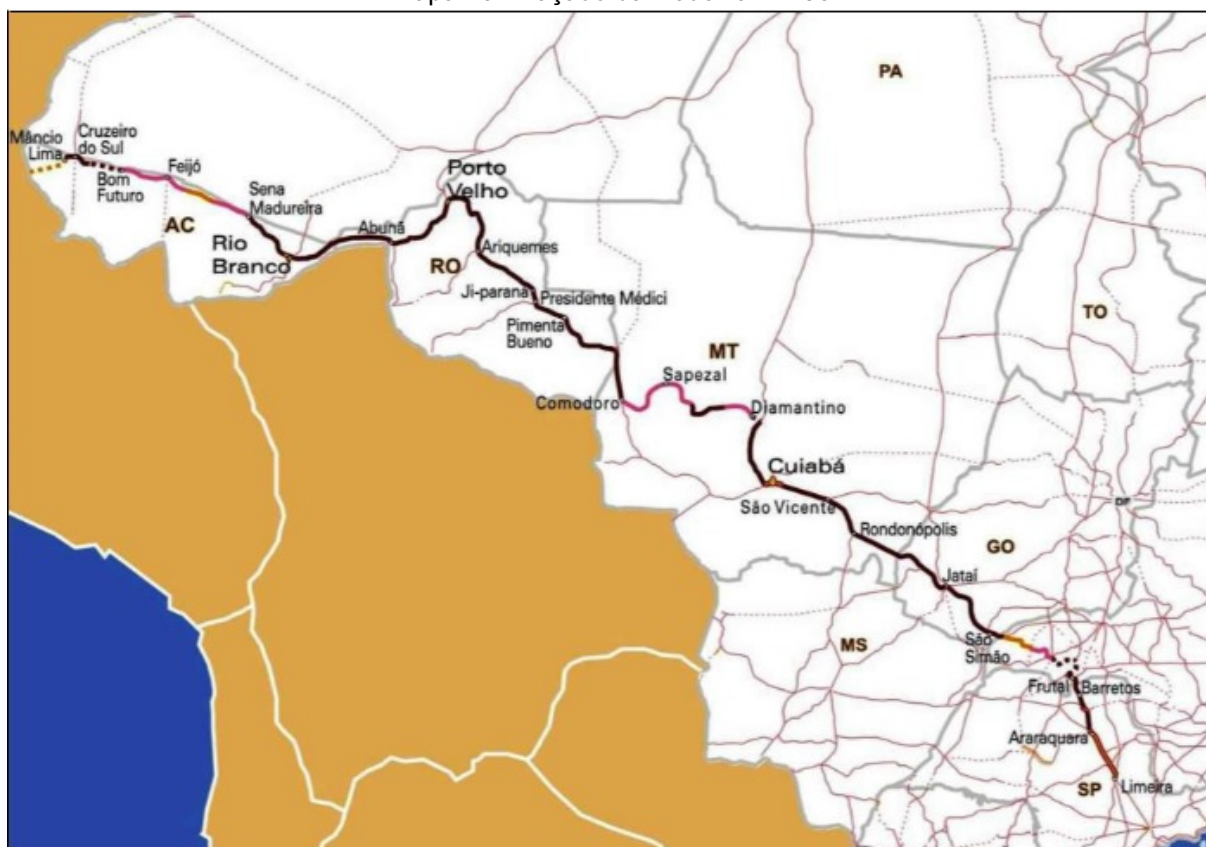 PA
Mâncio
Lima
Cruzeiro
do Sul
Bom
Futuro
Feijó
Sena
Madureira
AC
Rio
Branco
Abunã
Porto
Velho
RO
Ariquemes
Ji-paraná
Presidente Médici
Pimenta
Bueno
TO
MT
Sapezal
Comodoro
Diamantino
Cuiabá
São Vicente
DF
Rondonópolis
GO
Jataí
MS
São
Simão
Frutal
Barretos
Araraquara
SP
Limeira